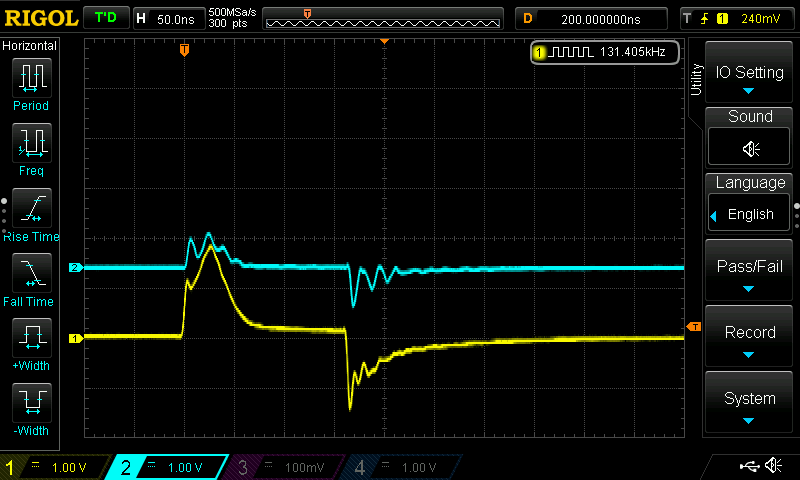 RIGOL T'D H 50.0ns 500MSa/s 300 pts T D 200.000000ns T 1 240mV
Horizontal
Period
Freq
Rise Time
Fall Time
+Width
-Width
T
1 131.405kHz
2
1
T
Utility
IO Setting
Sound
Language
English
Pass/Fail
Record
System
1 1.00 V 2 1.00 V 3 100mV 4 1.00 V